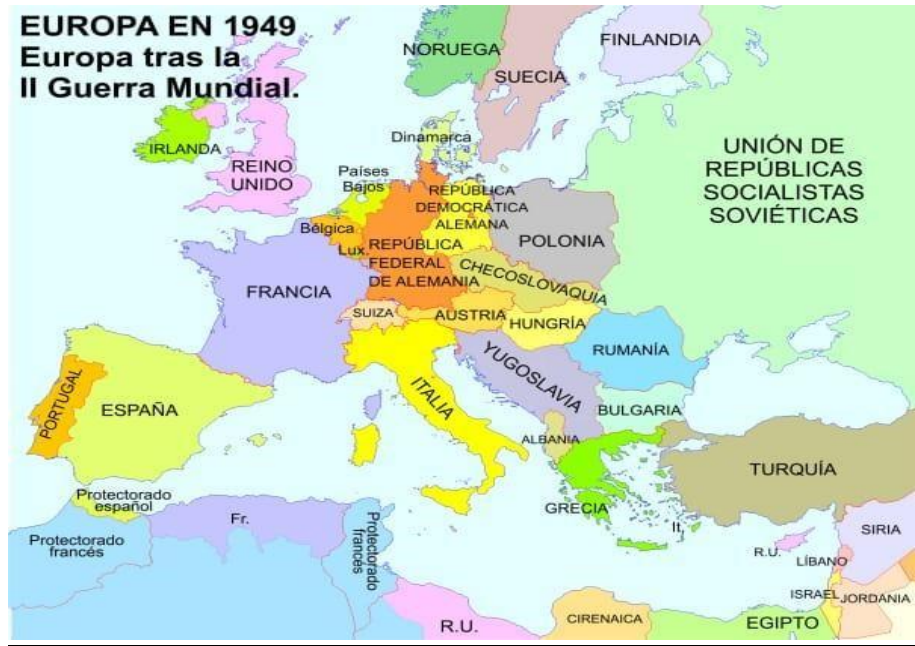 EUROPA EN 1949
Europa tras la
II Guerra Mundial.
NORUEGA
SUECIA
FINLANDIA
IRLANDA
REINO
UNIDO
Dinamarca
Países
Bajos
Bélgica
Lux.
REPÚBLICA
DEMOCRÁTICA
ALEMANA
REPÚBLICA
FEDERAL
DE ALEMANIA
POLONIA
UNIÓN DE
REPÚBLICAS
SOCIALISTAS
SOVIÉTICAS
CHECOSLOVAQUIA
FRANCIA
SUIZA
AUSTRIA
HUNGRÍA
RUMANÍA
YUGOSLAVIA
ITALIA
PORTUGAL
ESPAÑA
BULGARIA
ALBANIA
GRECIA
TURQUÍA
It.
Protectorado
español
Protectorado
francés
Fr.
Protectorado
francés
R.U.
SIRIA
LÍBANO
ISRAEL
JORDANIA
R.U.
CIRENAICA
EGIPTO